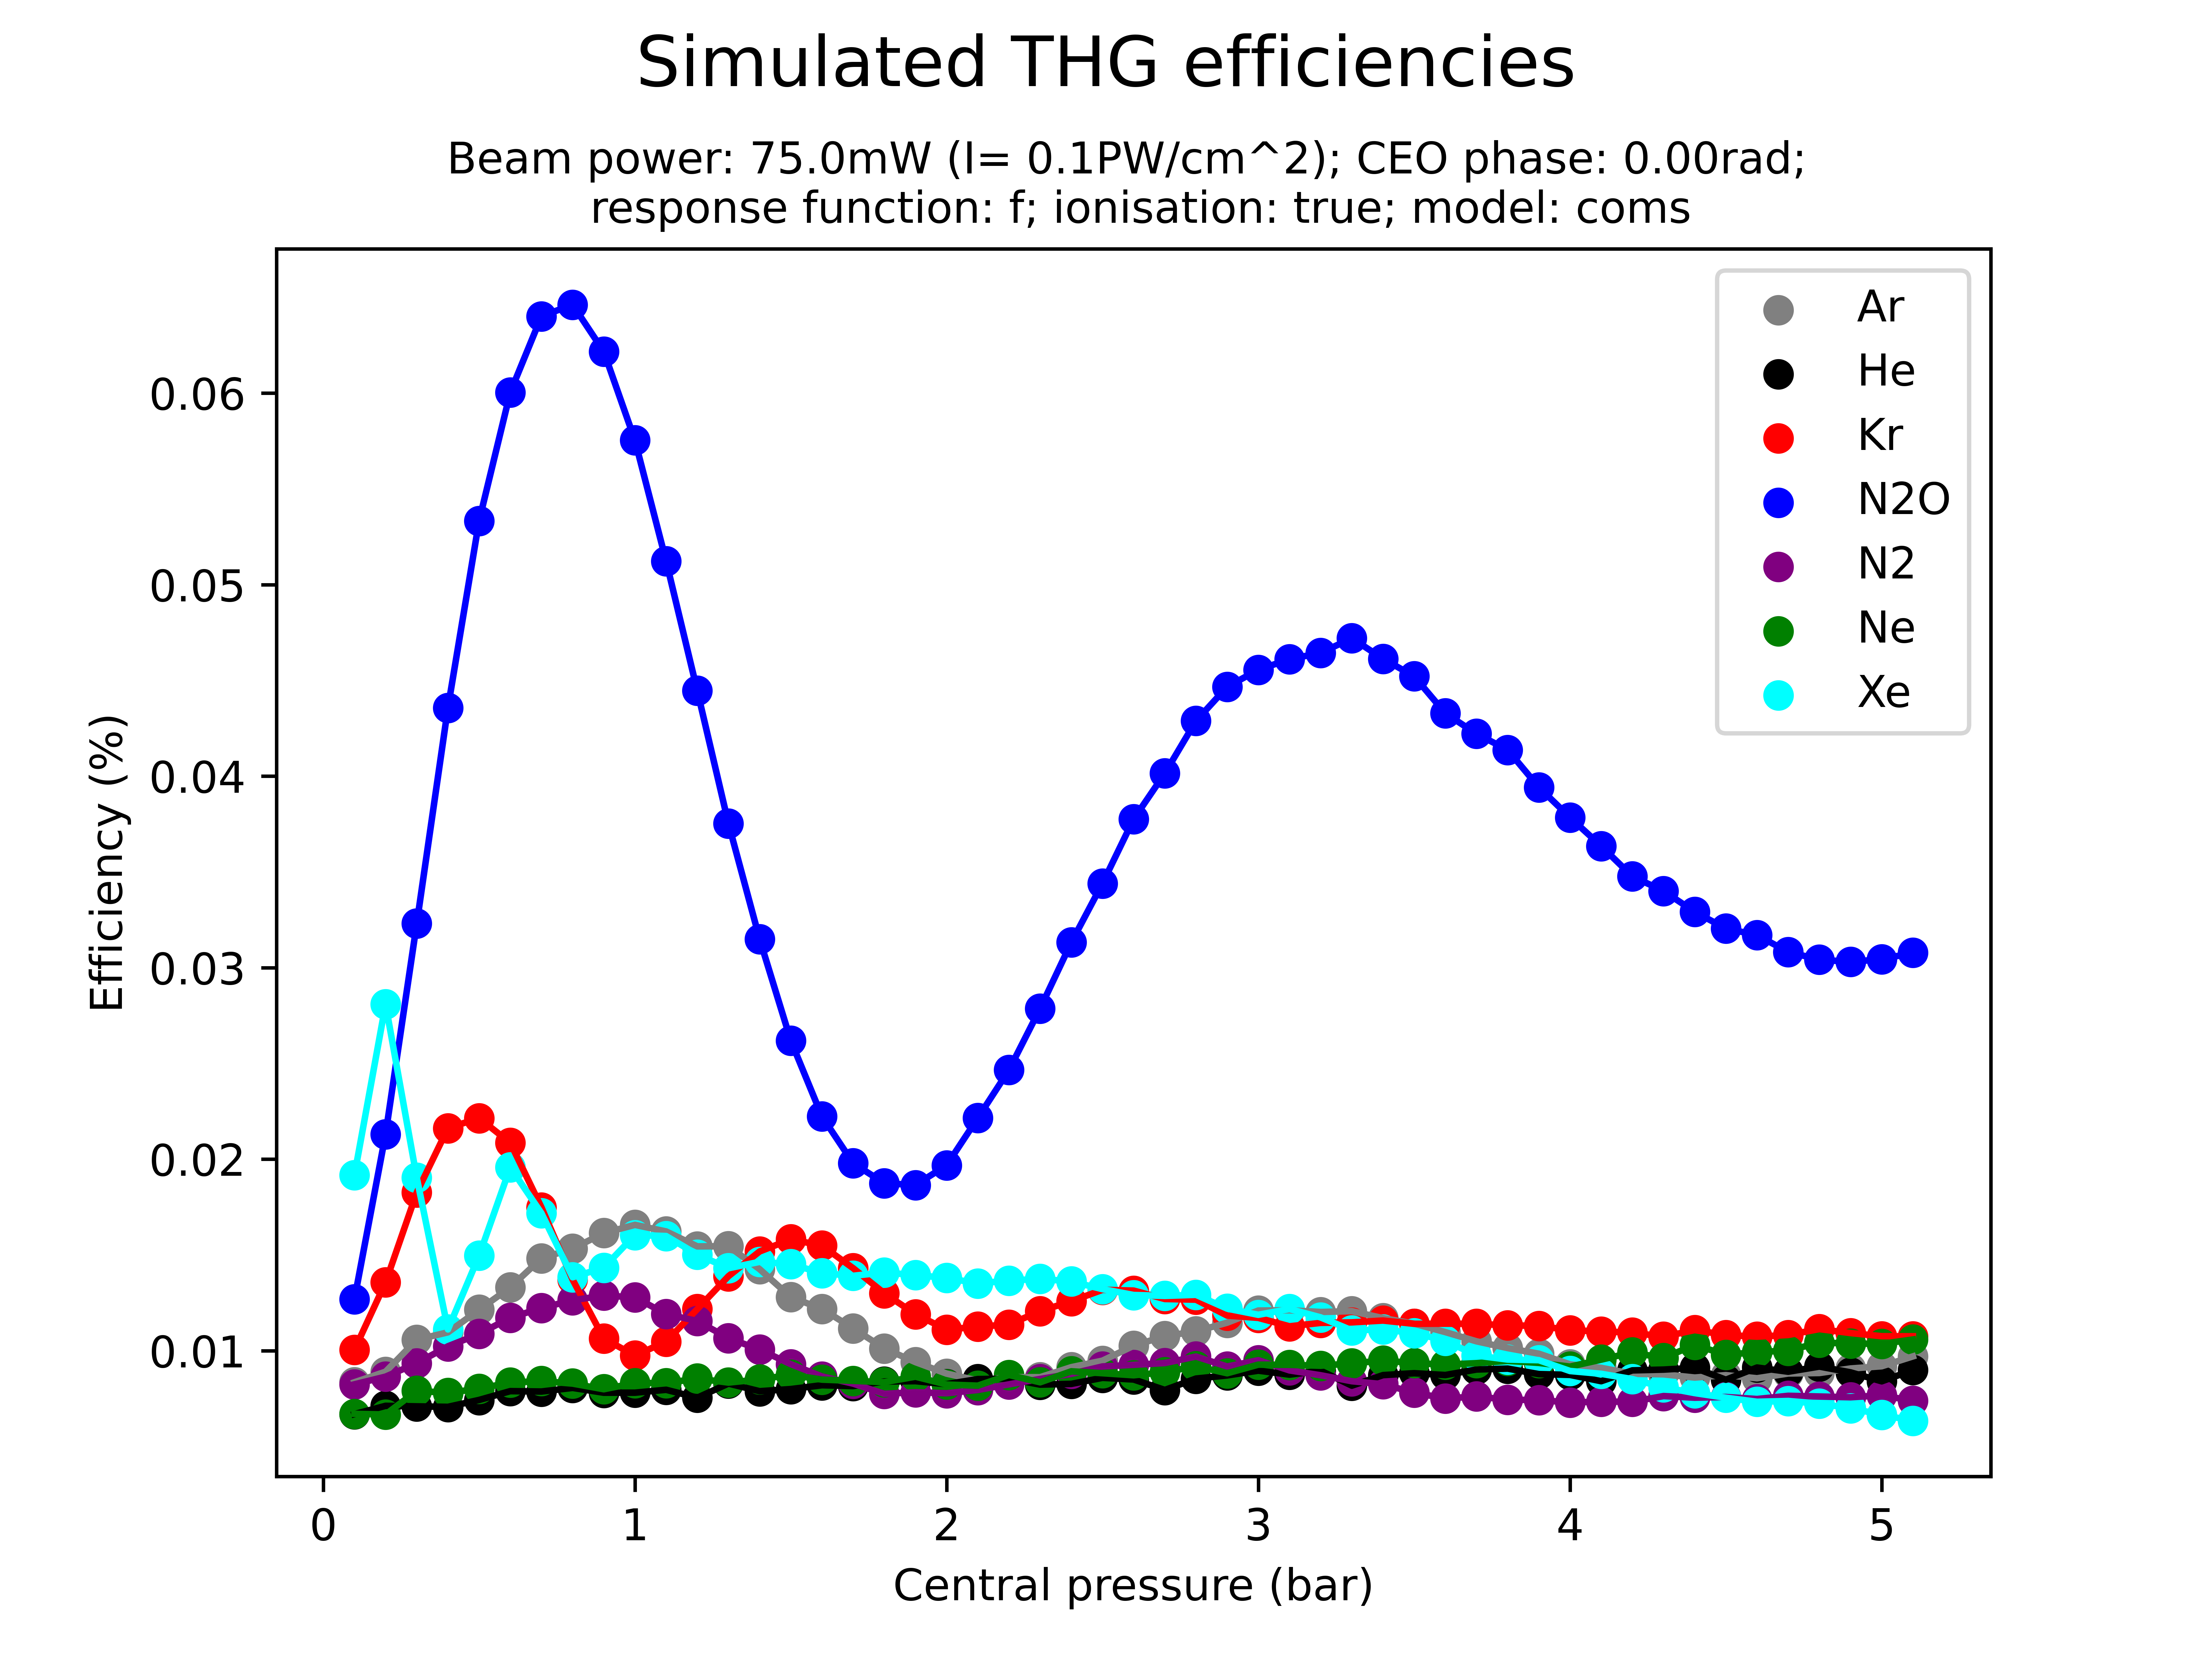 Simulated THG efficiencies
Beam power: 75.0mW (I= 0.1PW/cm^2); CEO phase: 0.00rad;
response function: f; ionisation: true; model: coms
Ar
He
Kr
N2O
N2
Ne
Xe
Efficiency (%)
0.06
0.05
0.04
0.03
0.02
0.01
0 1 2 3 4 5
Central pressure (bar)